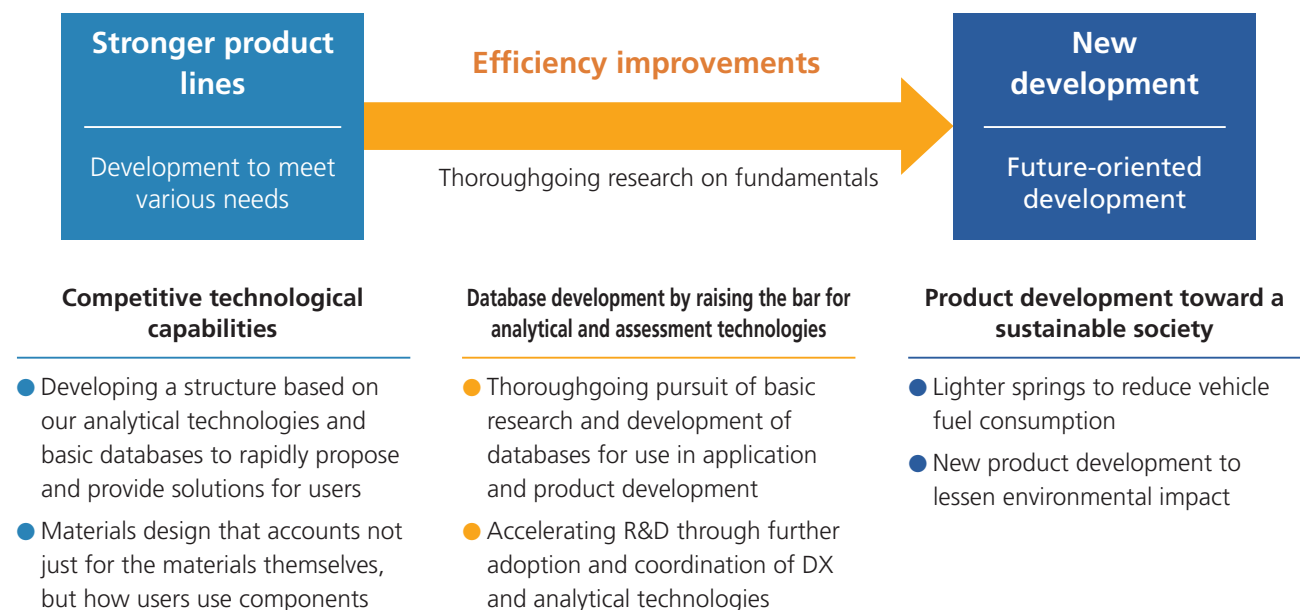 Stronger product
lines
Development to meet
various needs
Efficiency improvements
Thoroughgoing research on fundamentals
New
development
Future-oriented
development
Competitive technological
capabilities
● Developing a structure based on
our analytical technologies and
basic databases to rapidly propose
and provide solutions for users
● Materials design that accounts not
just for the materials themselves,
but how users use components
Database development by raising the bar for
analytical and assessment technologies
● Thoroughgoing pursuit of basic
research and development of
databases for use in application
and product development
● Accelerating R&D through further
adoption and coordination of DX
and analytical technologies
Product development toward a
sustainable society
● Lighter springs to reduce vehicle
fuel consumption
● New product development to
lessen environmental impact